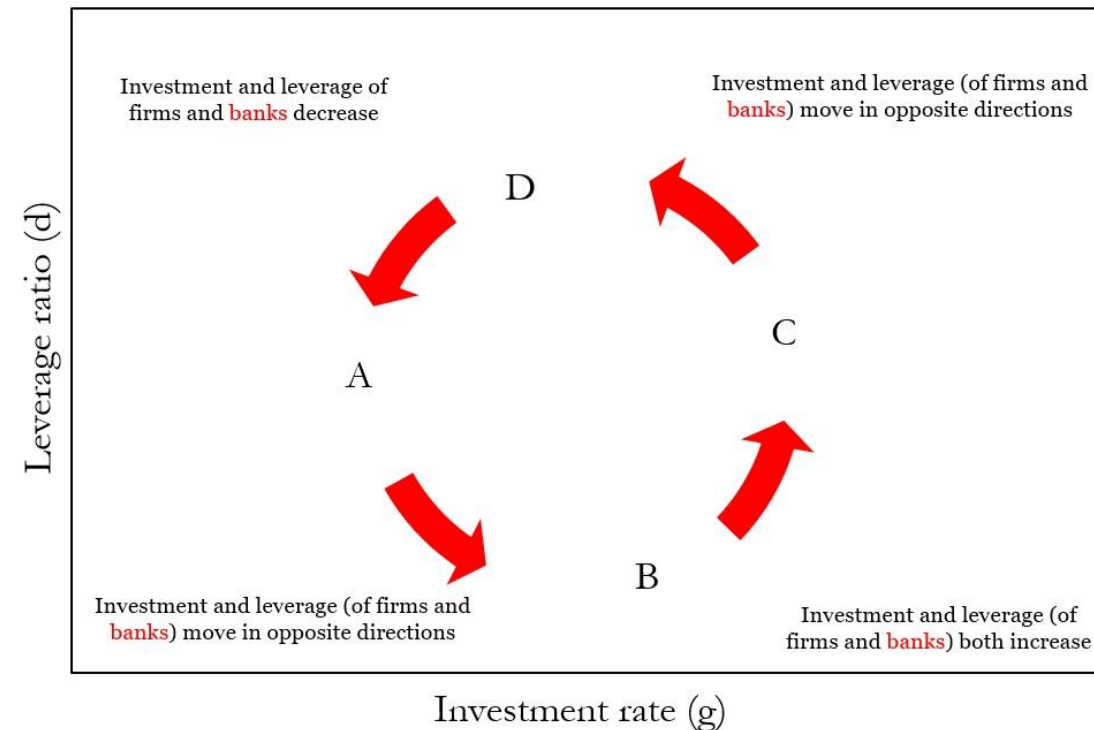 Investment and leverage of
firms and banks decrease
Investment and leverage (of firms and
banks) move in opposite directions
D
Leverage ratio (d)
C
A
B
Investment and leverage (of firms and
banks) move in opposite directions
Investment and leverage (of
firms and banks) both increase
Investment rate (g)